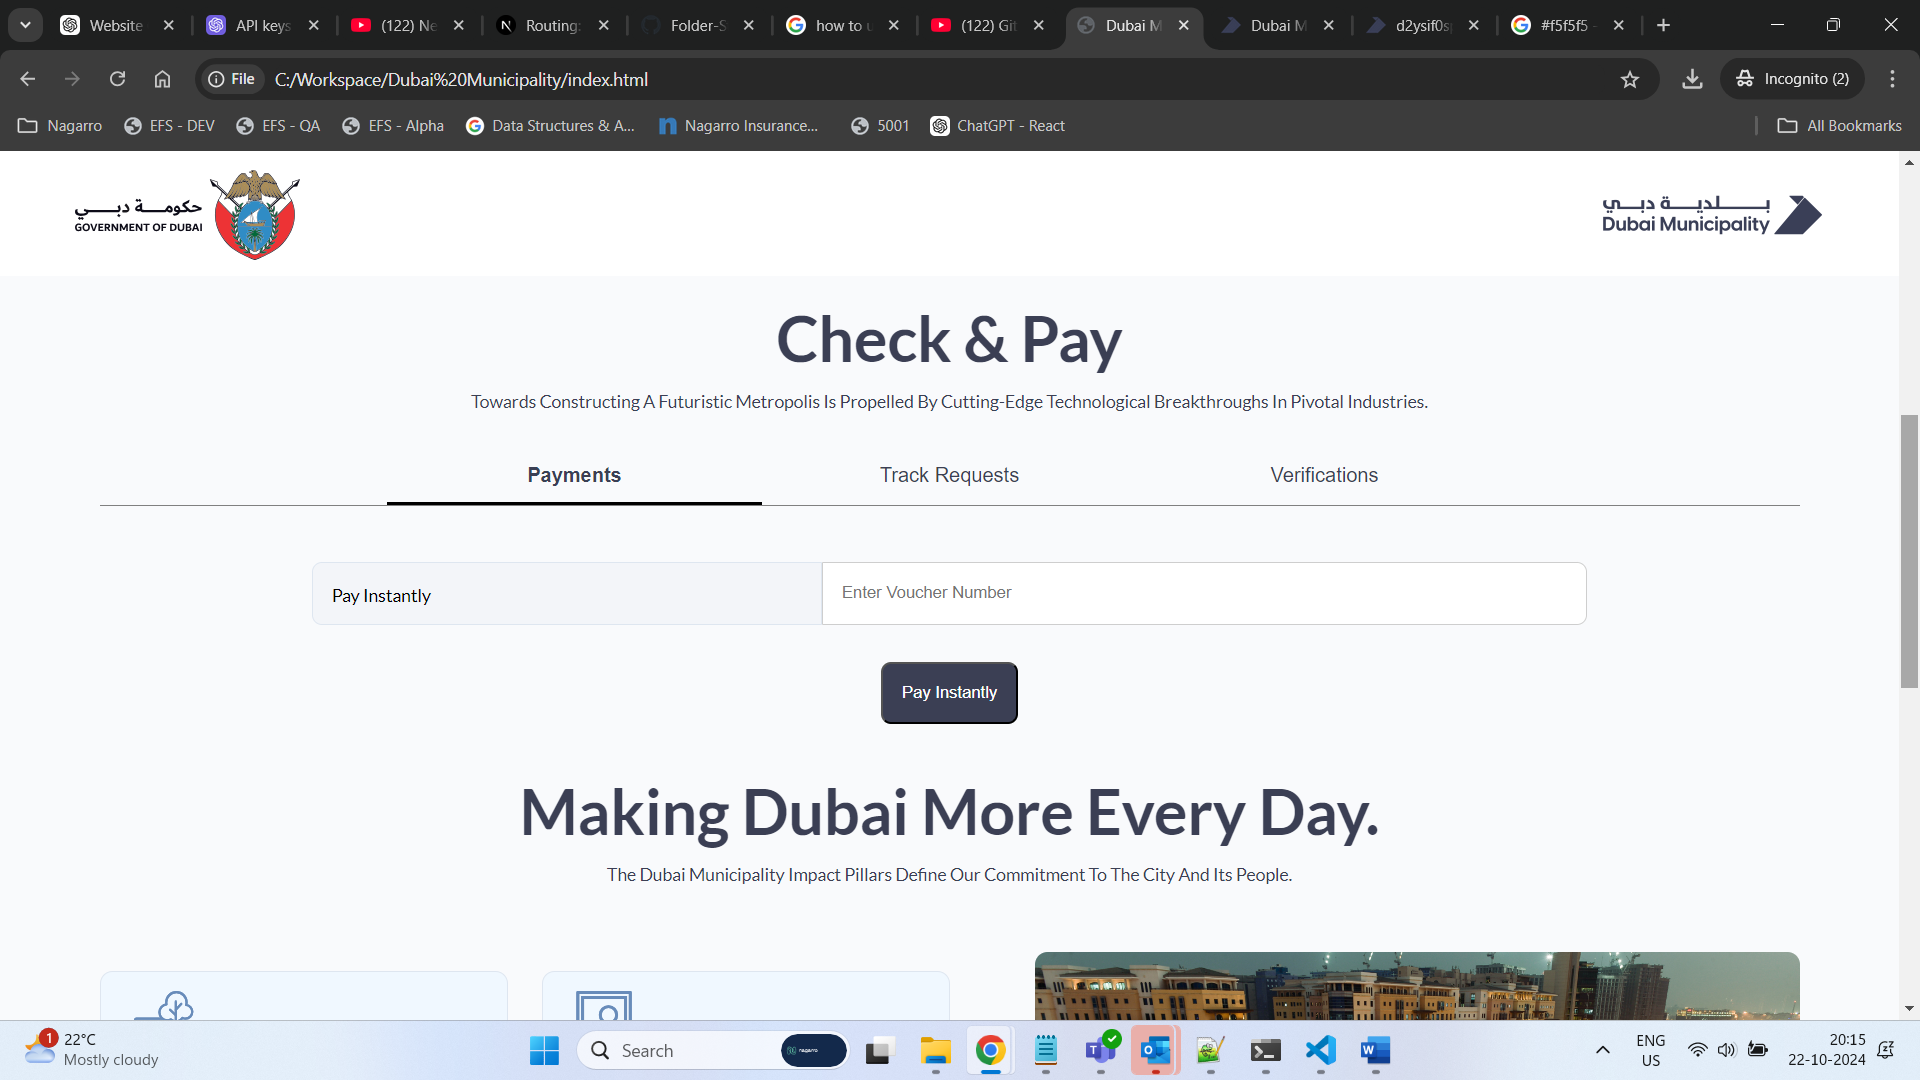 Website
API keys
(122) Ne
Routing:
Folder-S
how to u
(122) Git
Dubai M
Dubai M
d2ysif0s
#f5f5f5 -
File
C:/Workspace/Dubai%20Municipality/index.html
Incognito (2)
Nagarro
EFS - DEV
EFS - QA
EFS - Alpha
Data Structures & A...
Nagarro Insurance...
5001
ChatGPT - React
All Bookmarks
حكومة دبي
GOVERNMENT OF DUBAI
بلدية دبي
Dubai Municipality
Check & Pay
Towards Constructing A Futuristic Metropolis Is Propelled By Cutting-Edge Technological Breakthroughs In Pivotal Industries.
Payments
Track Requests
Verifications
Pay Instantly
Enter Voucher Number
Pay Instantly
Making Dubai More Every Day.
The Dubai Municipality Impact Pillars Define Our Commitment To The City And Its People.
1
22°C
Mostly cloudy
Search
nagarro
ENG
US
20:15
22-10-2024